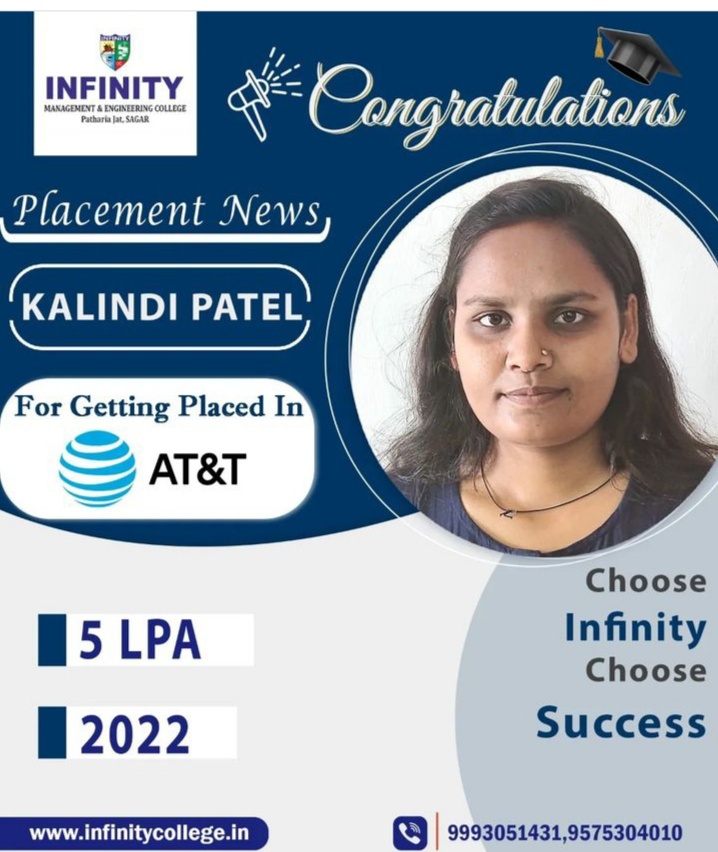 INFINITY
INFINITY
MANAGEMENT & ENGINEERING COLLEGE
Patharia Jat, SAGAR
Congratulations
Placement News
KALINDI PATEL
For Getting Placed In
AT&T
5 LPA
2022
Choose
Infinity
Choose
Success
www.infinitycollege.in
9993051431,9575304010